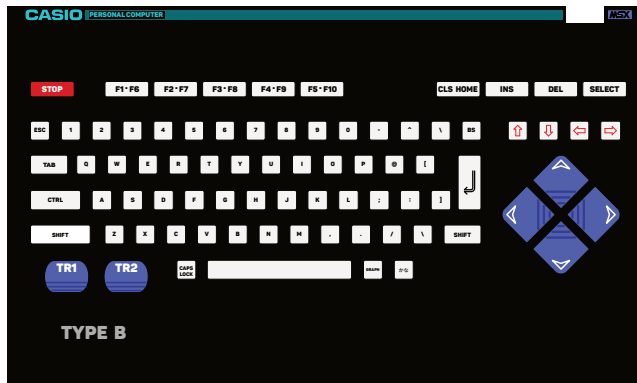 CASIO PERSONAL COMPUTER MSX
STOP F1·F6 F2·F7 F3·F8 F4·F9 F5·F10 CLS HOME INS DEL SELECT
ESC 1 2 3 4 5 6 7 8 9 0 - ^ \ BS ⇧ ⇩ ⇦ ⇨
TAB Q W E R T Y U I O P @ [
CTRL A S D F G H J K L ; : ]
SHIFT Z X C V B N M , . / \ SHIFT
TR1 TR2 CAPS LOCK GRAPH かな
TYPE B